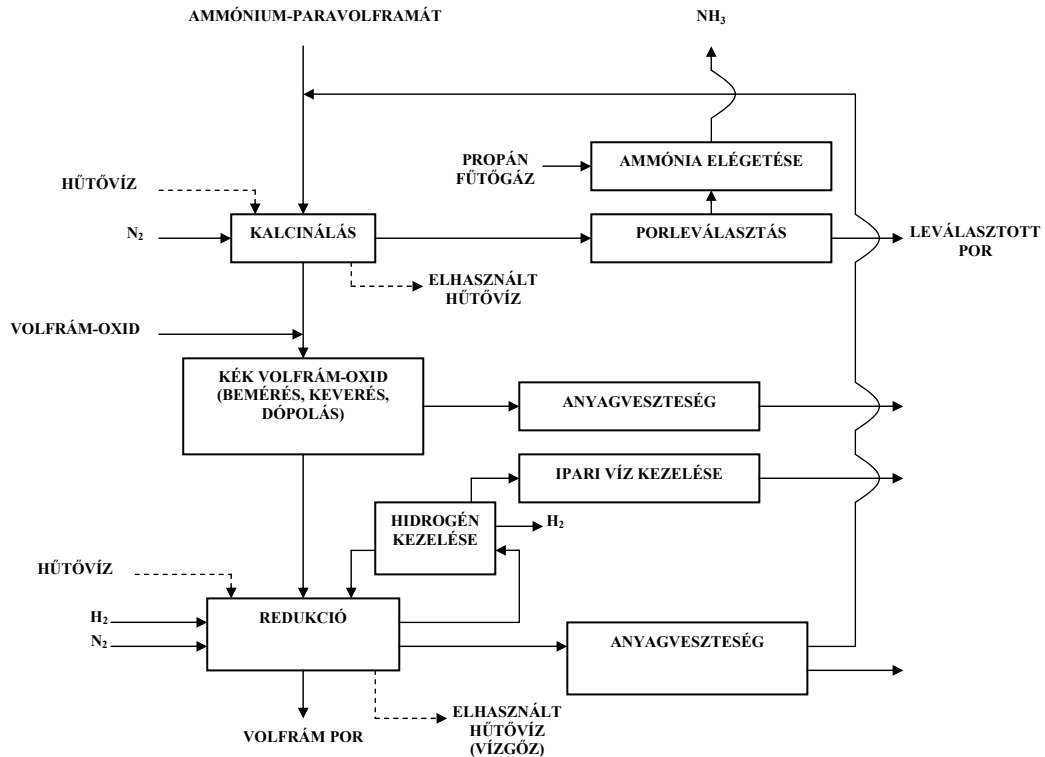 AMMÓNIUM-PARAVOLFRAMÁT
NH3
PROPÁN
FŰTŐGÁZ
AMMÓNIA ELÉGETÉSE
HŰTŐVÍZ
N2
KALCINÁLÁS
PORLEVÁLASZTÁS
LEVÁLASZTOTT
POR
ELHASZNÁLT
HŰTŐVÍZ
VOLFRÁM-OXID
KÉK VOLFRÁM-OXID
(BEMÉRÉS, KEVERÉS,
DÓPOLÁS)
ANYAGVESZTESÉG
IPARI VÍZ KEZELÉSE
HIDROGÉN
KEZELÉSE
H2
HŰTŐVÍZ
H2
N2
REDUKCIÓ
ANYAGVESZTESÉG
VOLFRÁM POR
ELHASZNÁLT
HŰTŐVÍZ
(VÍZGŐZ)